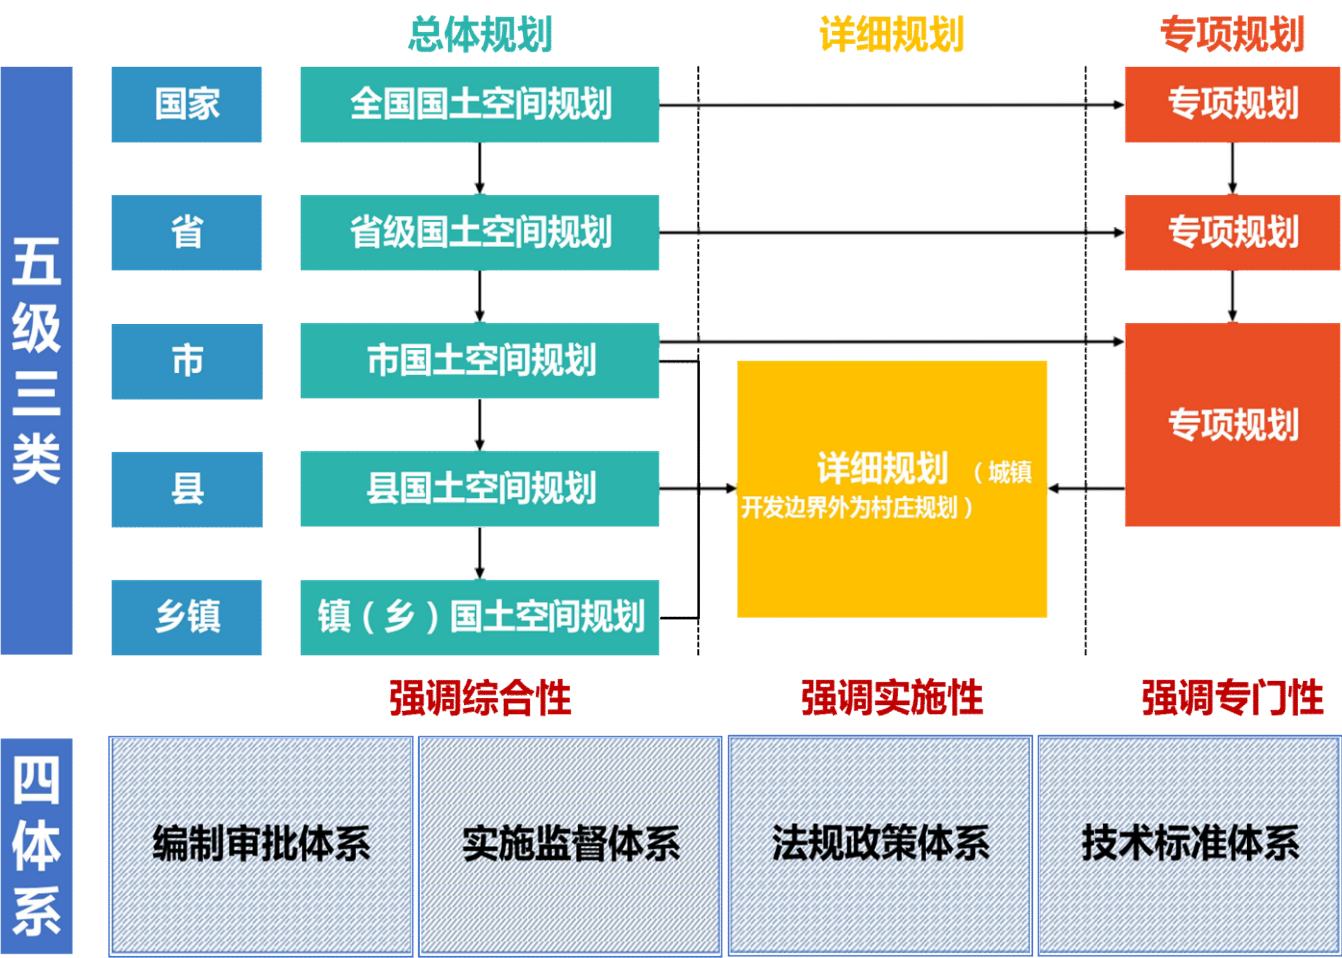 总体规划
详细规划
专项规划
五级三类
国家
全国国土空间规划
专项规划
省
省级国土空间规划
专项规划
市
市国土空间规划
专项规划
县
县国土空间规划
详细规划（城镇
开发边界外为村庄规划）
乡镇
镇（乡）国土空间规划
强调综合性
强调实施性
强调专门性
四体系
编制审批体系
实施监督体系
法规政策体系
技术标准体系